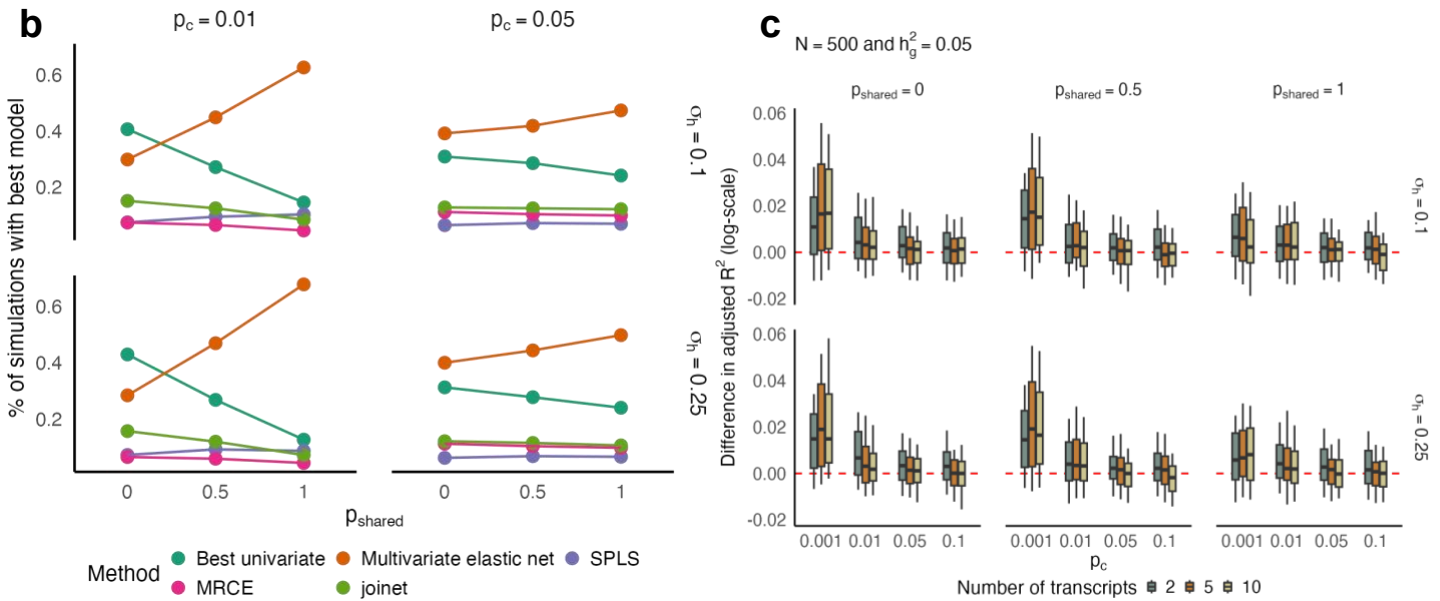 b
p_c = 0.01
p_c = 0.05
% of simulations with best model
0.6
0.4
0.2
σ_h = 0.1
0.6
0.4
0.2
σ_h = 0.25
0 0.5 1
0 0.5 1
p_shared
Method
Best univariate
Multivariate elastic net
SPLS
MRCE
joinet
c
N = 500 and h²_g = 0.05
p_shared = 0
p_shared = 0.5
p_shared = 1
Difference in adjusted R² (log-scale)
0.06
0.04
0.02
0.00
-0.02
σ_h = 0.1
0.06
0.04
0.02
0.00
-0.02
σ_h = 0.25
0.001 0.01 0.05 0.1
0.001 0.01 0.05 0.1
0.001 0.01 0.05 0.1
p_c
Number of transcripts 2 5 10